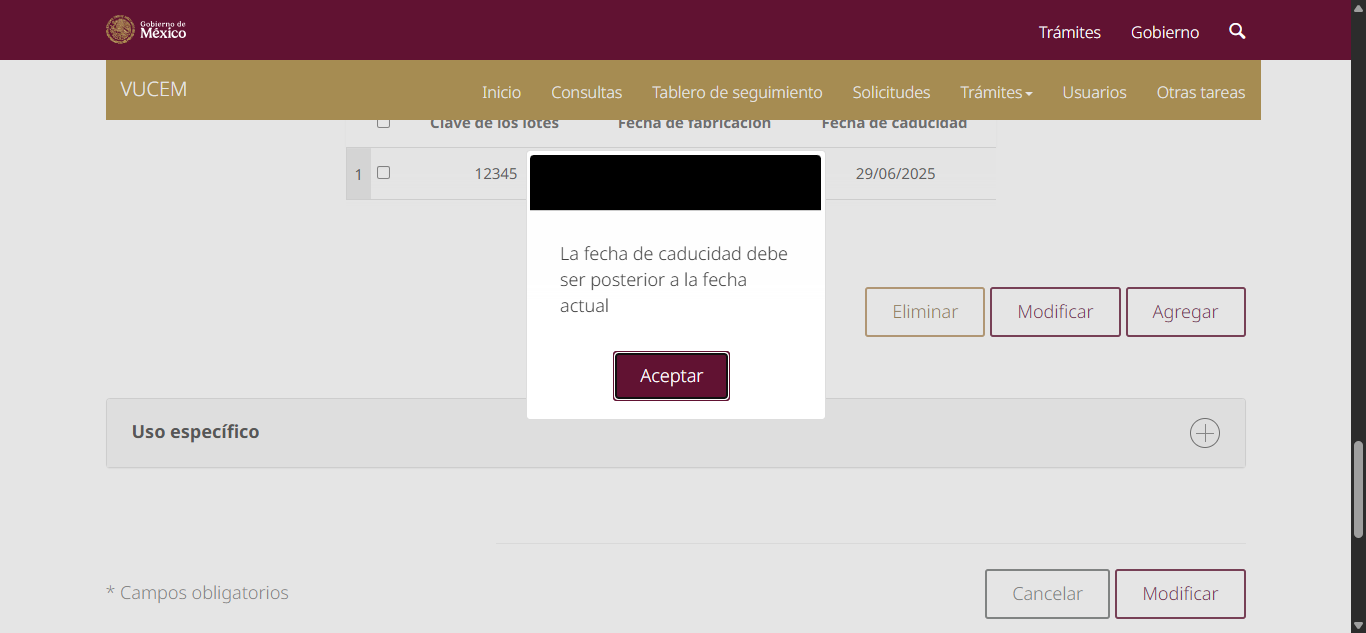 Gobierno de
México
Trámites
Gobierno
VUCEM
Inicio
Consultas
Tablero de seguimiento
Solicitudes
Trámites
Usuarios
Otras tareas
Clave de los lotes
Fecha de fabricación
Fecha de caducidad
1
12345
29/06/2025
La fecha de caducidad debe
ser posterior a la fecha
actual
Aceptar
Eliminar
Modificar
Agregar
Uso específico
* Campos obligatorios
Cancelar
Modificar